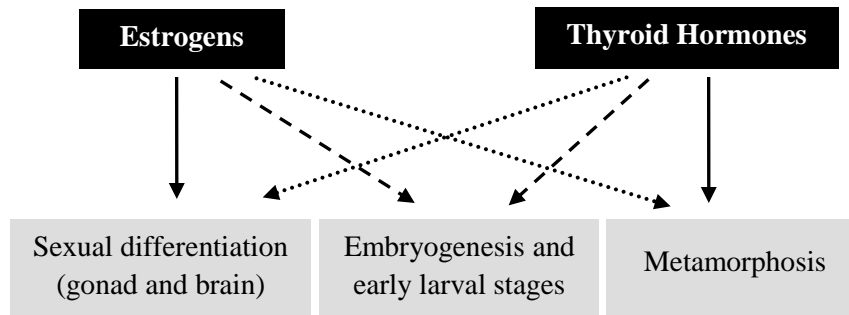 Estrogens
Thyroid Hormones
Sexual differentiation
(gonad and brain)
Embryogenesis and
early larval stages
Metamorphosis